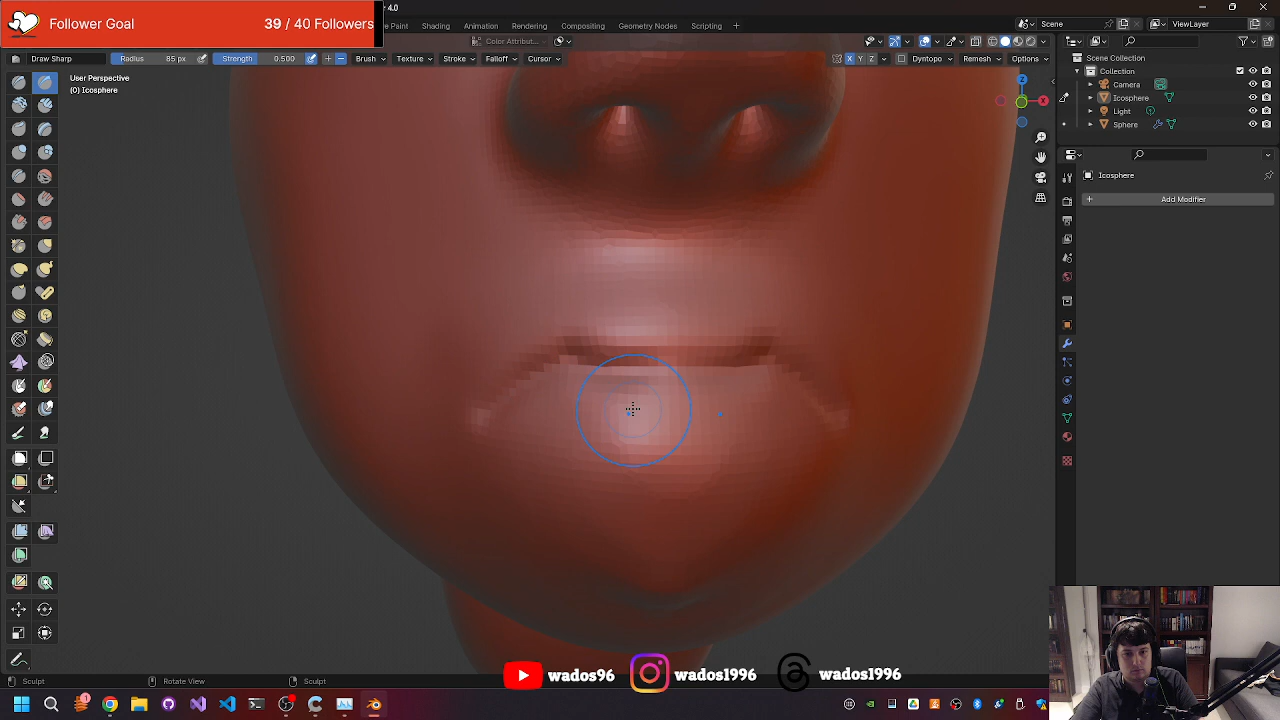 Follower Goal
39 / 40 Followers
4.0
e Paint
Shading
Animation
Rendering
Compositing
Geometry Nodes
Scripting
+
Scene
ViewLayer
Color Attribut...
Draw Sharp
Radius
85 px
Strength
0.500
Brush
Texture
Stroke
Falloff
Cursor
X
Y
Z
Dyntopo
Remesh
Options
User Perspective
(0) Icosphere
Z
X
Scene Collection
Collection
Camera
Icosphere
Light
Sphere
Icosphere
Add Modifier
Sculpt
Rotate View
Sculpt
wados96
wados1996
wados1996